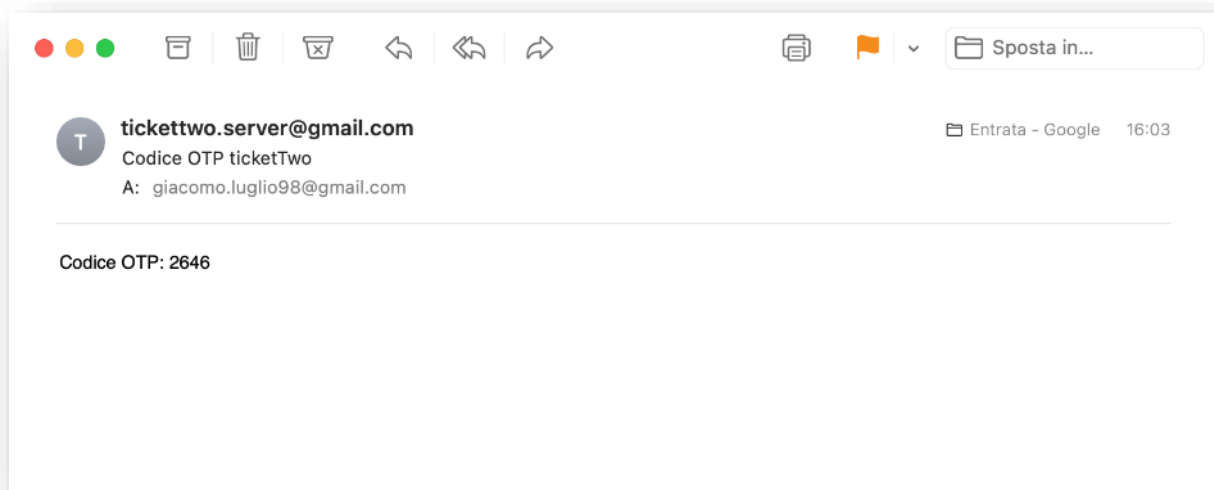 Sposta in...
tickettwo.server@gmail.com
Entrata - Google 16:03
T
Codice OTP ticketTwo
A: giacomo.luglio98@gmail.com
Codice OTP: 2646